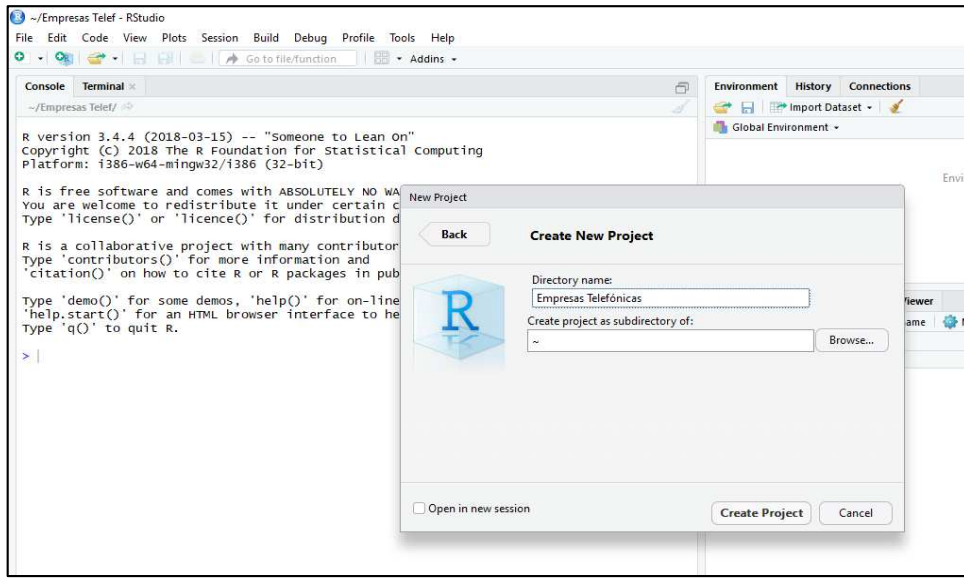 ~/Empresas Telef - RStudio
File Edit Code View Plots Session Build Debug Profile Tools Help
Go to file/function Addins
Console Terminal
~/Empresas Telef/
R version 3.4.4 (2018-03-15) -- "Someone to Lean On"
Copyright (C) 2018 The R Foundation for Statistical Computing
Platform: i386-w64-mingw32/i386 (32-bit)
R is free software and comes with ABSOLUTELY NO WA
You are welcome to redistribute it under certain c
Type 'license()' or 'licence()' for distribution d
R is a collaborative project with many contributor
Type 'contributors()' for more information and
'citation()' on how to cite R or R packages in pub
Type 'demo()' for some demos, 'help()' for on-line
'help.start()' for an HTML browser interface to he
Type 'q()' to quit R.
>
Environment History Connections
Import Dataset
Global Environment
Envi
New Project
Back
Create New Project
R
Directory name:
Empresas Telefónicas
Create project as subdirectory of:
~
Browse...
Open in new session
Create Project Cancel
Viewer
ame